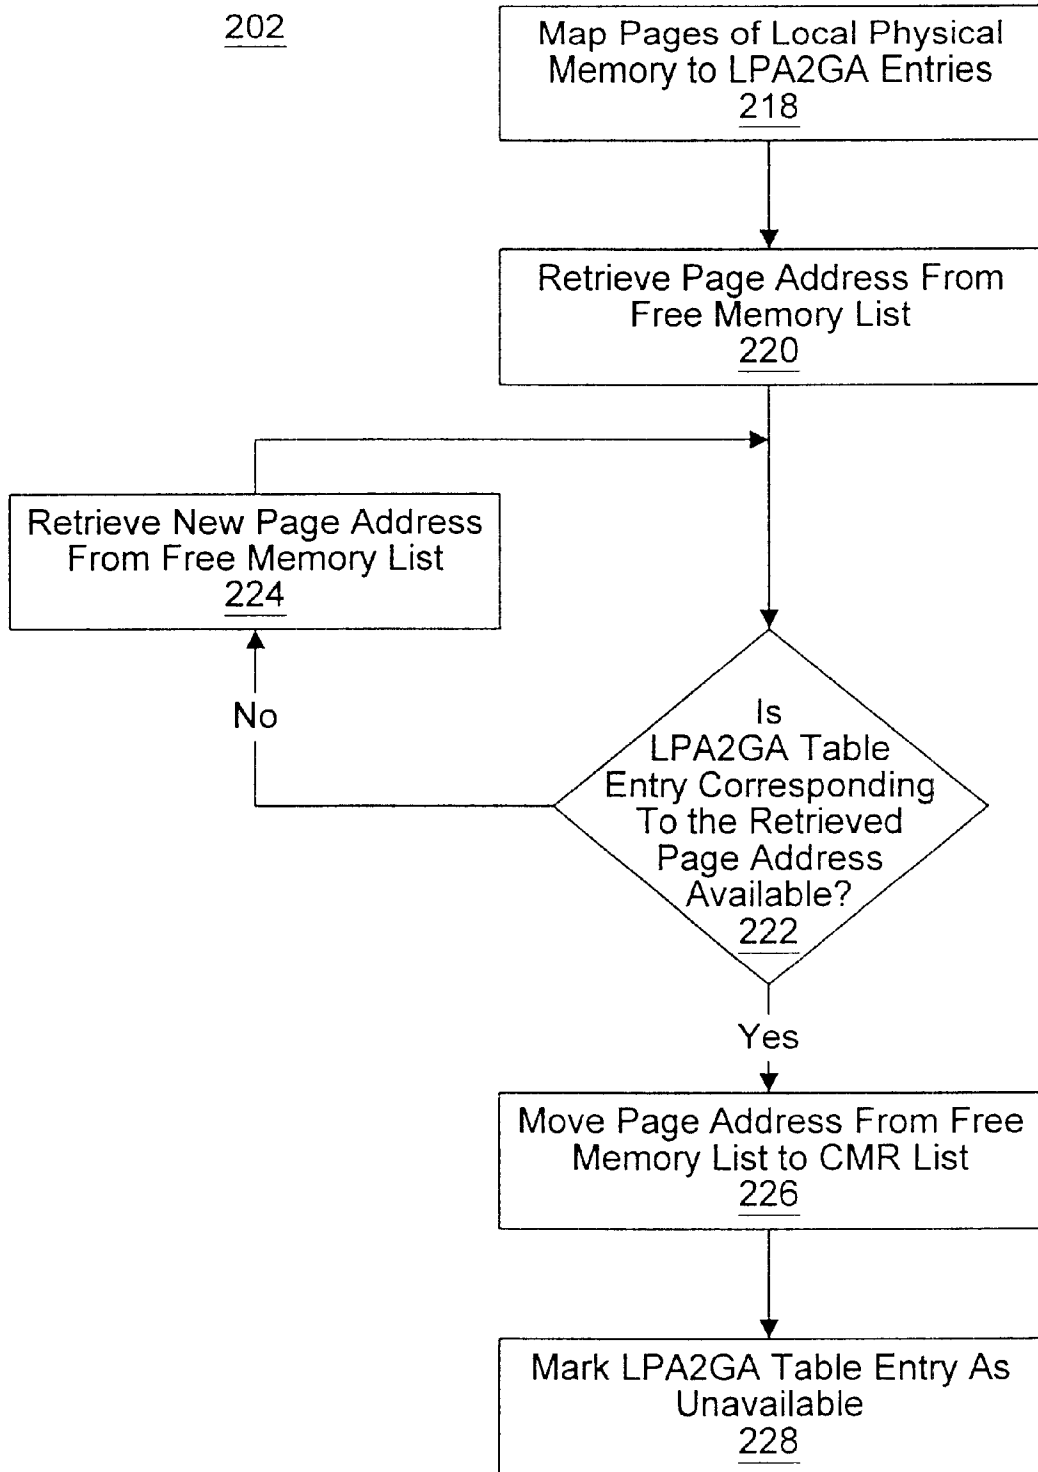 202
Map Pages of Local Physical
Memory to LPA2GA Entries
218
Retrieve Page Address From
Free Memory List
220
Retrieve New Page Address
From Free Memory List
224
No
Is
LPA2GA Table
Entry Corresponding
To the Retrieved
Page Address
Available?
222
Yes
Move Page Address From Free
Memory List to CMR List
226
Mark LPA2GA Table Entry As
Unavailable
228